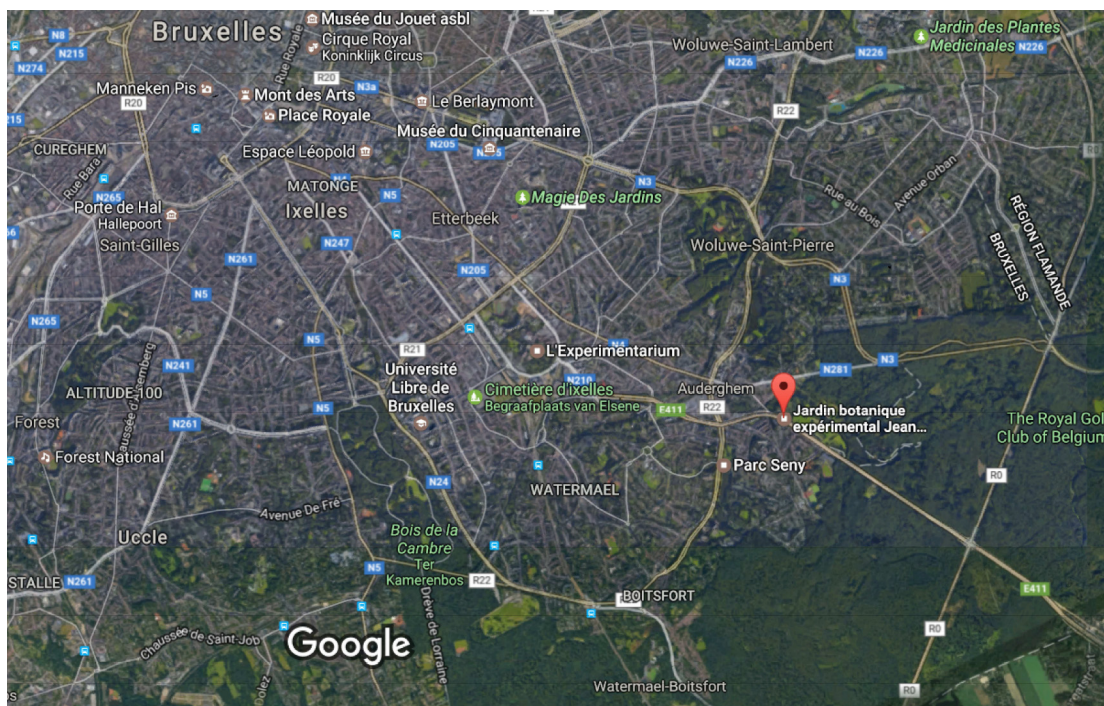 Bruxelles
Musée du Jouet asbl
Cirque Royal
Koninklijk Circus
Rue Royale
N8
N215
N274
R20
N3a
Manneken Pis
Mont des Arts
Place Royale
Le Berlaymont
R20
N215
Musée du Cinquantenaire
N205
Espace Léopold
CUREGHEM
Rue Bara
N265
MATONGE
Ixelles
N5
N3
Magie Des Jardins
Etterbeek
Porte de Hal
Hallepoort
Saint-Gilles
N247
N261
N205
N5
N265
Woluwe-Saint-Lambert
N226
N226
N226
Jardin des Plantes
Medicinales
R22
R0
Avenue Orban
Rue au Bois
Woluwe-Saint-Pierre
RÉGION FLAMANDE
BRUXELLES
N3
N3
N281
N5
R21
L'Experimentarium
N4
N241
ALTITUDE 100
Chaussée d'Alsemberg
Forest
N261
N5
Université
Libre de
Bruxelles
Cimetière d'ixelles
Begraafplaats van Elsene
N210
Auderghem
E411
R22
Jardin botanique
expérimental Jean...
The Royal Gol
Club of Belgium
Forest National
Parc Seny
R0
N24
WATERMAEL
Avenue De Fré
Uccle
Bois de la
Cambre
Ter
Kamerenbos
N5
R22
STALLE
N261
BOITSFORT
E411
Chaussée de Saint-Job
Drève de Lorraine
Google
R0
Watermael-Boitsfort
R0